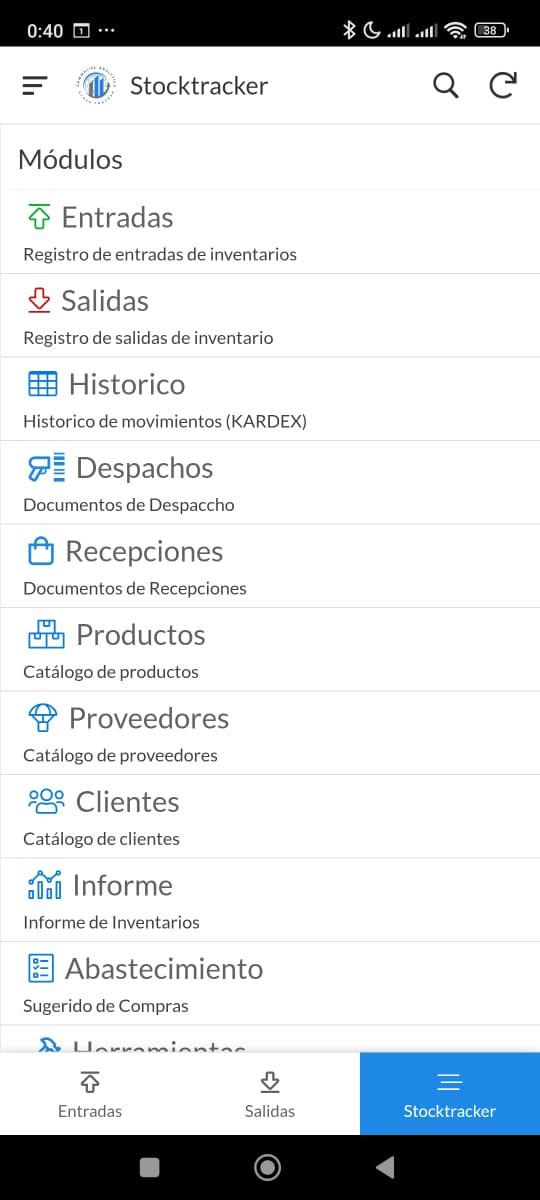 0:40
38
Stocktracker
Módulos
Entradas
Registro de entradas de inventarios
Salidas
Registro de salidas de inventario
Historico
Historico de movimientos (KARDEX)
Despachos
Documentos de Despaccho
Recepciones
Documentos de Recepciones
Productos
Catálogo de productos
Proveedores
Catálogo de proveedores
Clientes
Catálogo de clientes
Informe
Informe de Inventarios
Abastecimiento
Sugerido de Compras
Herramientas
Entradas
Salidas
Stocktracker